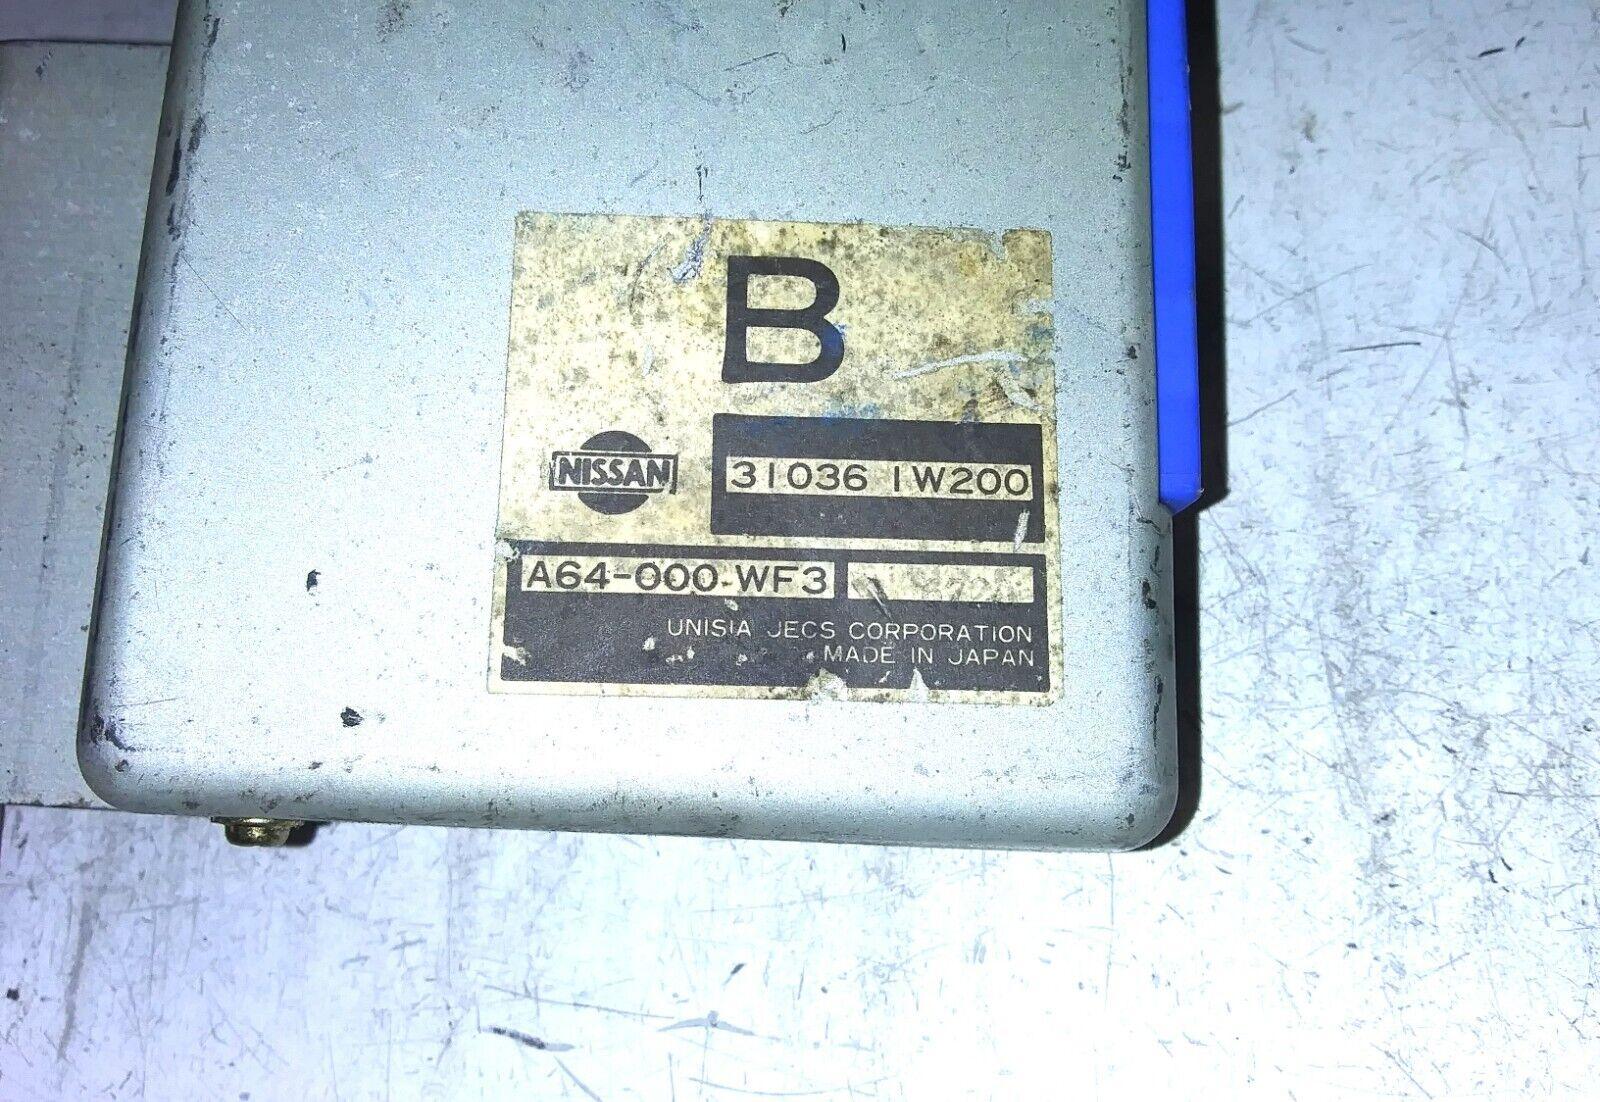 B
NISSAN
31036 1W200
A64-000 WF3
UNISIA JECS CORPORATION
MADE IN JAPAN